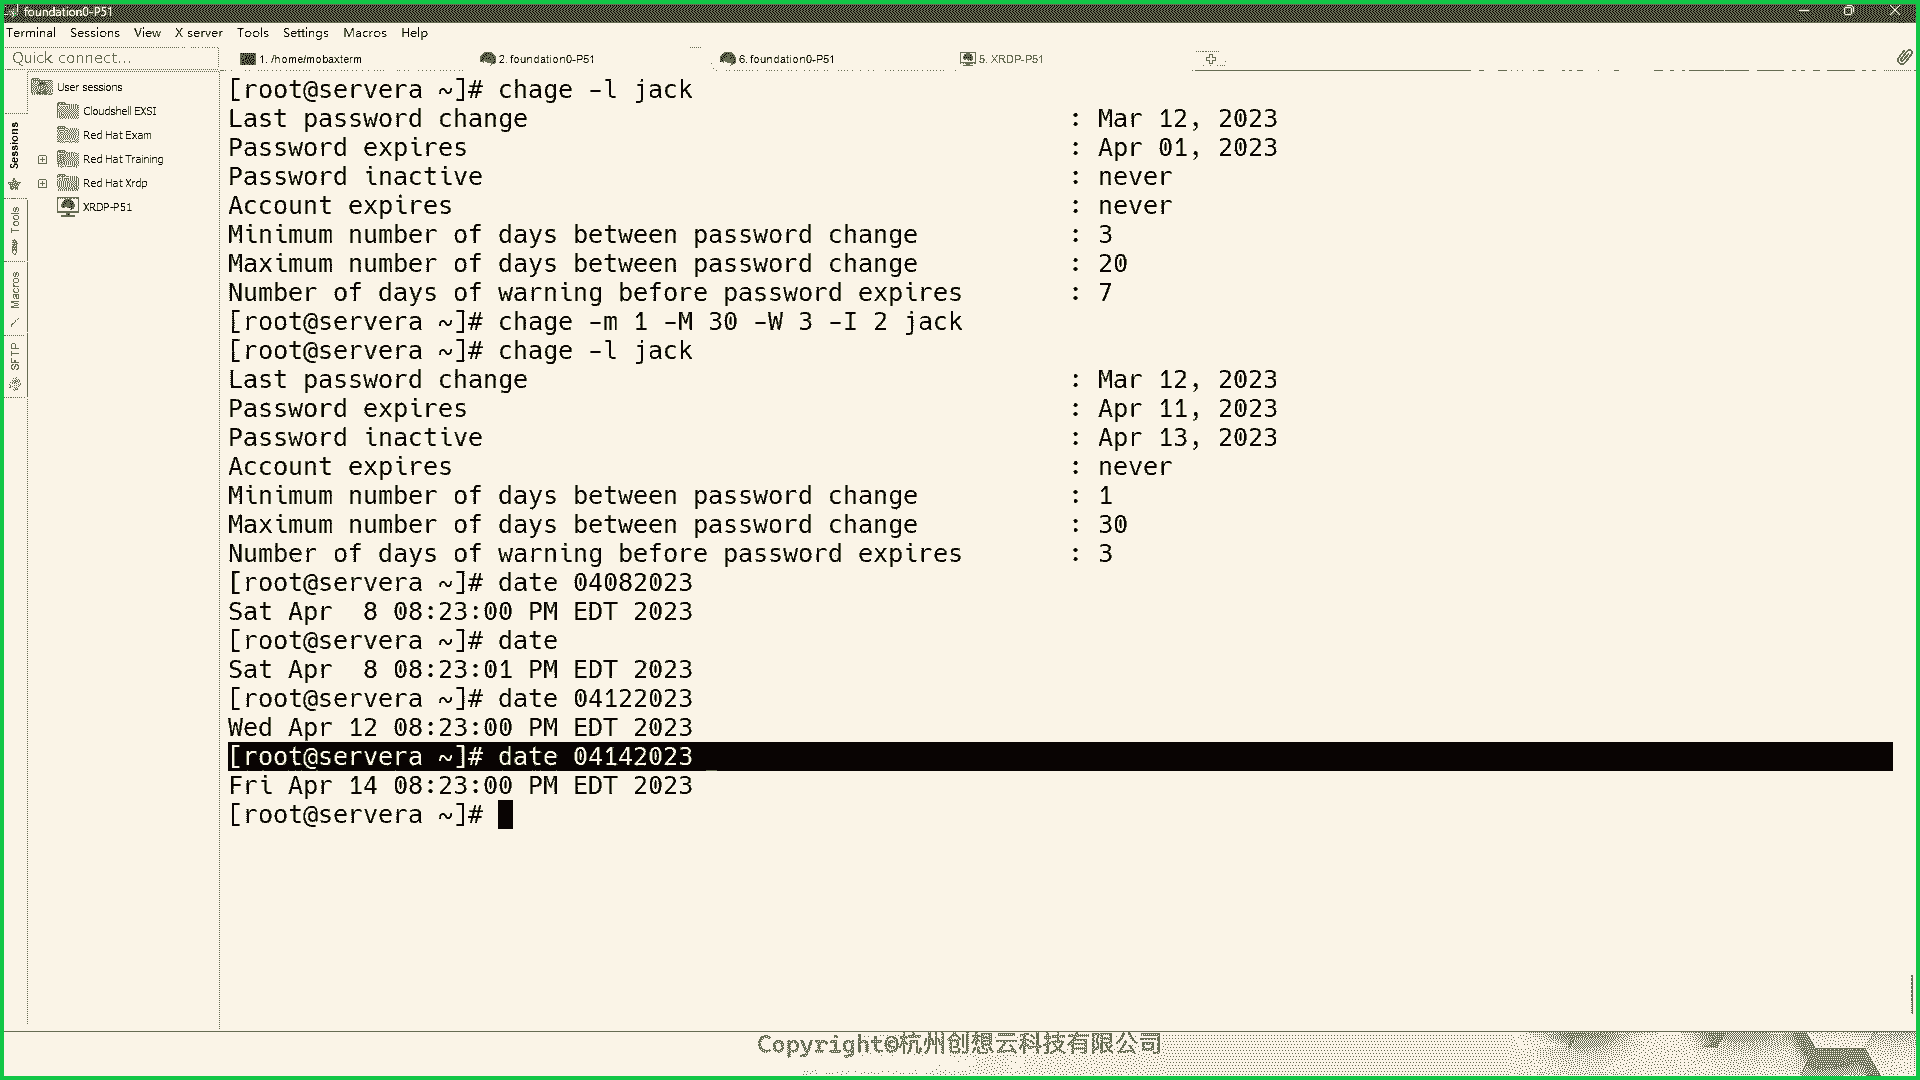 foundation0-P51
Terminal Sessions View X server Tools Settings Macros Help
Quick connect...
1. /home/mobaxterm
2. foundation0-P51
6. foundation0-P51
5. XRDP-P51
User sessions
Cloudshell EXSI
Red Hat Exam
Red Hat Training
Red Hat Xrdp
XRDP-P51
Sessions
Tools
Macros
SFTP
[root@servera ~]# chage -l jack
Last password change : Mar 12, 2023
Password expires : Apr 01, 2023
Password inactive : never
Account expires : never
Minimum number of days between password change : 3
Maximum number of days between password change : 20
Number of days of warning before password expires : 7
[root@servera ~]# chage -m 1 -M 30 -W 3 -I 2 jack
[root@servera ~]# chage -l jack
Last password change : Mar 12, 2023
Password expires : Apr 11, 2023
Password inactive : Apr 13, 2023
Account expires : never
Minimum number of days between password change : 1
Maximum number of days between password change : 30
Number of days of warning before password expires : 3
[root@servera ~]# date 04082023
Sat Apr  8 08:23:00 PM EDT 2023
[root@servera ~]# date
Sat Apr  8 08:23:01 PM EDT 2023
[root@servera ~]# date 04122023
Wed Apr 12 08:23:00 PM EDT 2023
[root@servera ~]# date 04142023
Fri Apr 14 08:23:00 PM EDT 2023
[root@servera ~]#
Copyright©杭州创想云科技有限公司